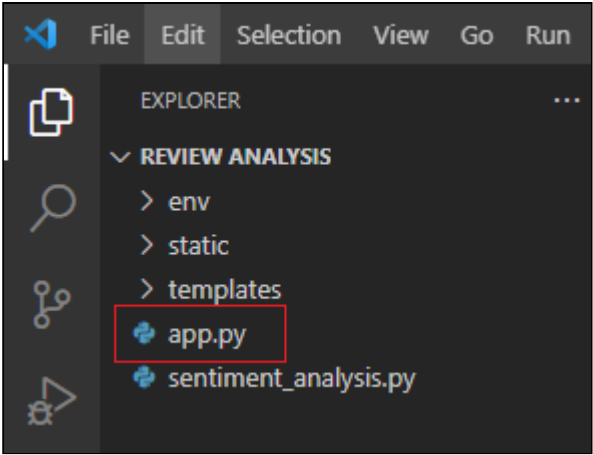 File Edit Selection View Go Run
EXPLORER
REVIEW ANALYSIS
env
static
templates
app.py
sentiment_analysis.py